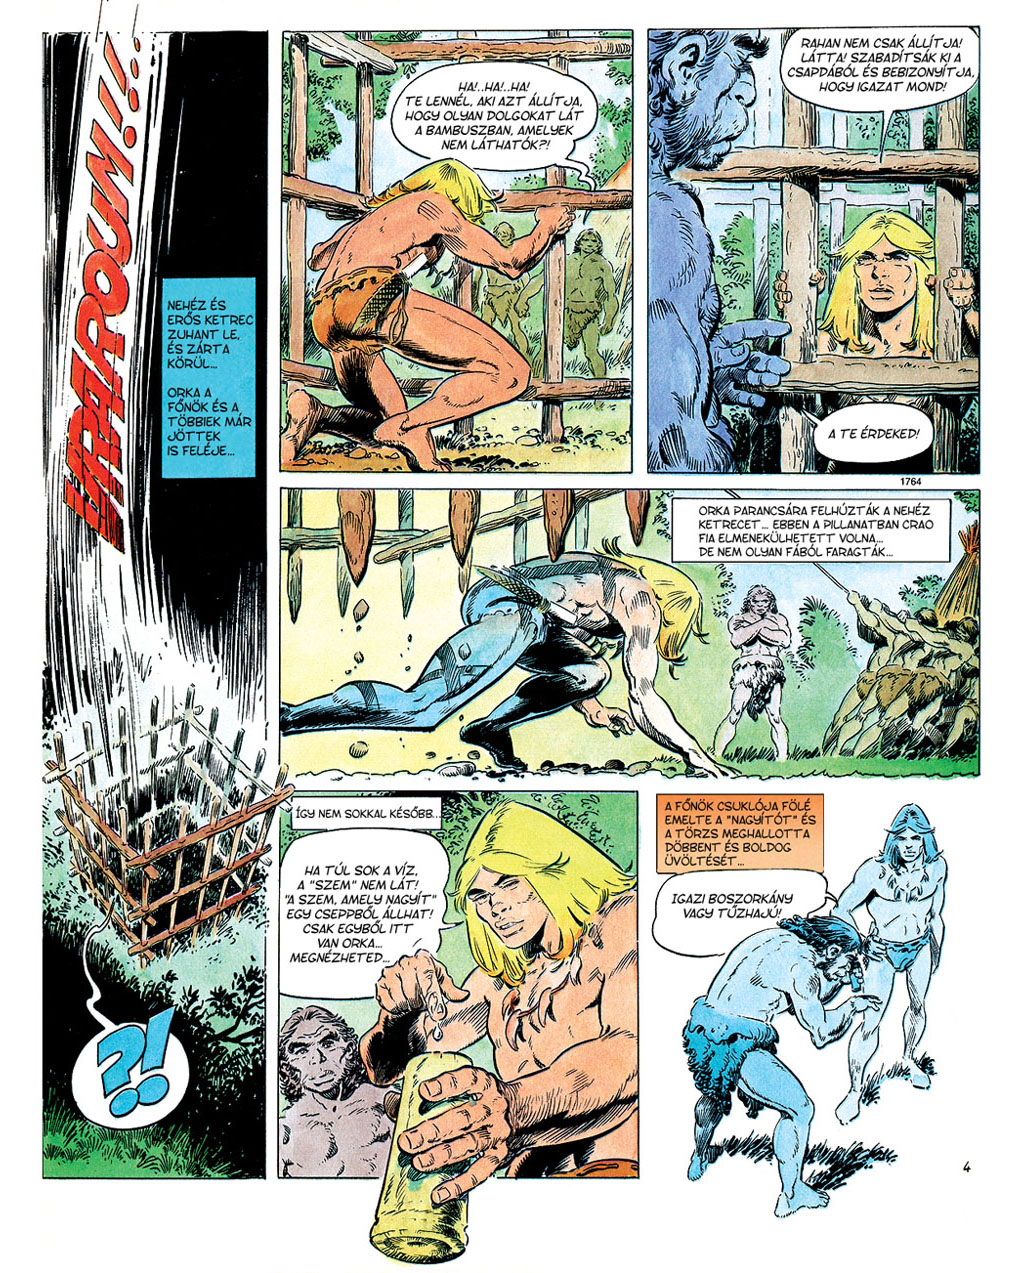 VRAAROUM!!!..
NEHÉZ ÉS
ERŐS KETREC
ZUHANT LE,
ÉS ZÁRTA
KÖRÜL...
ORKA A
FŐNÖK ÉS A
TÖBBIEK MÁR
JÖTTEK
IS FELÉJE...
?!..
HA!..HA!..HA!
TE LENNÉL, AKI AZT ÁLLÍTJA,
HOGY OLYAN DOLGOKAT LÁT
A BAMBUSZBAN, AMELYEK
NEM LÁTHATÓK?!
RAHAN NEM CSAK ÁLLÍTJA!
LÁTTA! SZABADÍTSÁK KI A
CSAPDÁBÓL ÉS BEBIZONYÍTJA,
HOGY IGAZAT MOND!
A TE ÉRDEKED!
1764
ORKA PARANCSÁRA FELHÚZTÁK A NEHÉZ
KETRECET... EBBEN A PILLANATBAN CRAO
FIA ELMENEKÜLHETETT VOLNA...
DE NEM OLYAN FÁBÓL FARAGTÁK...
ÍGY NEM SOKKAL KÉSŐBB...
HA TÚL SOK A VÍZ,
A "SZEM" NEM LÁT!
"A SZEM, AMELY NAGYÍT"
EGY CSEPPBŐL ÁLLHAT!
CSAK EGYBŐL ITT
VAN ORKA...
MEGNÉZHETED...
A FŐNÖK CSUKLÓJA FÖLÉ
EMELTE A "NAGYÍTÓT" ÉS
A TÖRZS MEGHALLOTTA
DÖBBENT ÉS BOLDOG
ÜVÖLTÉSÉT...
IGAZI BOSZORKÁNY
VAGY TŰZHAJÚ!
4